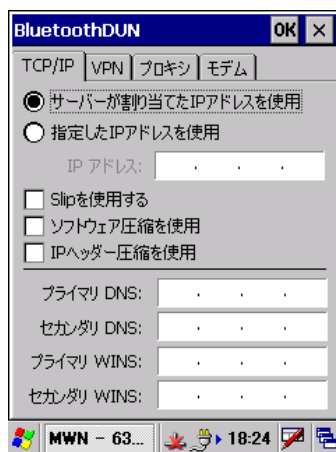 BluetoothDUN OK ×
TCP/IP VPN プロキシ モデム
サーバーが割り当てたIPアドレスを使用
指定したIPアドレスを使用
IP アドレス: . . .
Slipを使用する
ソフトウェア圧縮を使用
IPヘッダー圧縮を使用
プライマリ DNS: . . .
セカンダリ DNS: . . .
プライマリ WINS: . . .
セカンダリ WINS: . . .
MWN - 63... 18:24